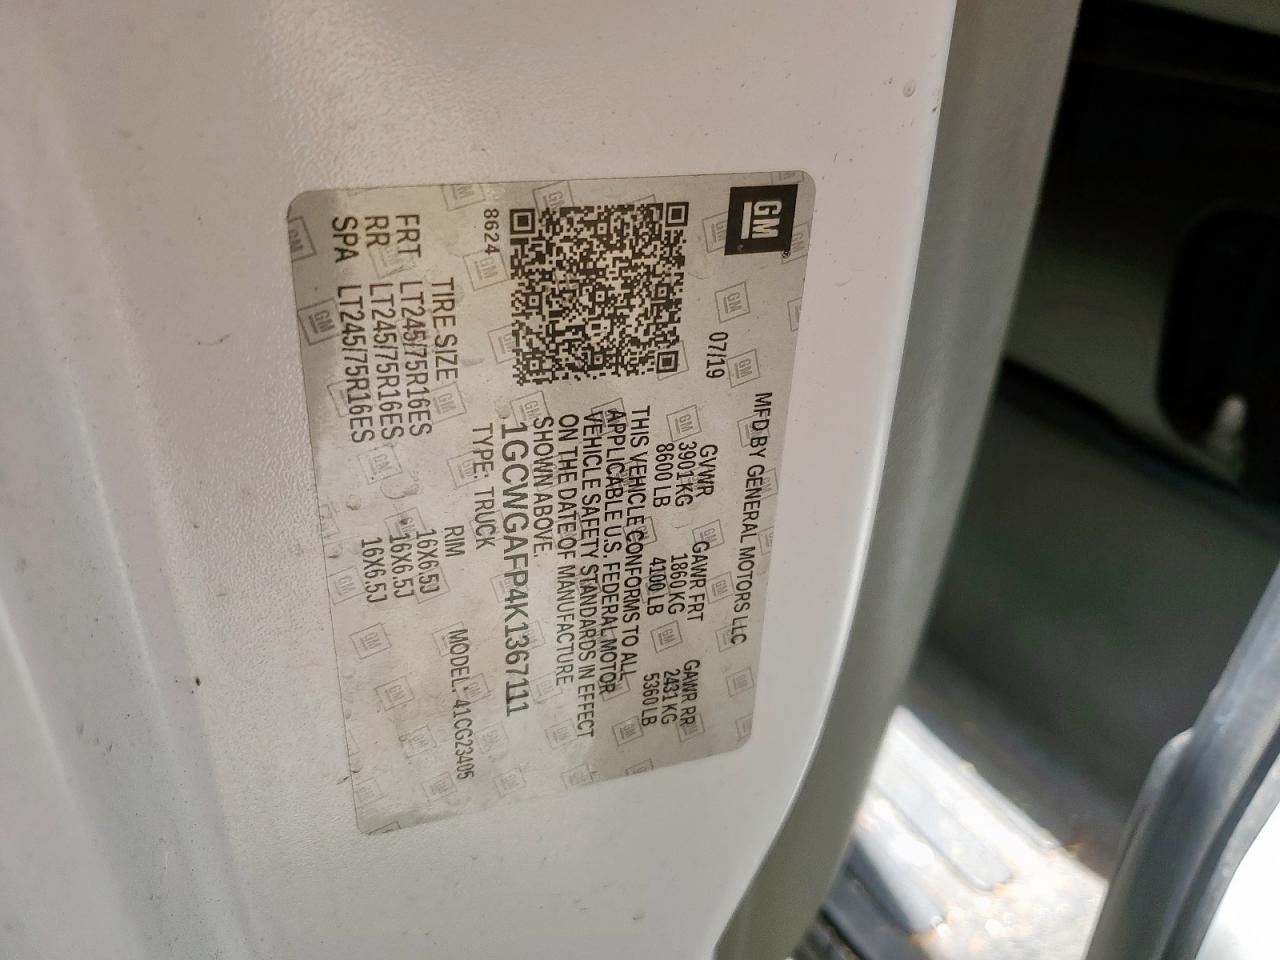 GM
MFD BY GENERAL MOTORS LLC
07/19
GVWR GAWR FRT GAWR RR
3901 KG 1860 KG 2431 KG
8600 LB 4100 LB 5360 LB
THIS VEHICLE CONFORMS TO ALL
APPLICABLE U.S. FEDERAL MOTOR
VEHICLE SAFETY STANDARDS IN EFFECT
ON THE DATE OF MANUFACTURE
SHOWN ABOVE.
1GCWGAFP4K1367111
8624
TYPE: TRUCK MODEL: 41CG23405
TIRE SIZE RIM
FRT LT245/75R16ES 16X6.5J
RR LT245/75R16ES 16X6.5J
SPA LT245/75R16ES 16X6.5J